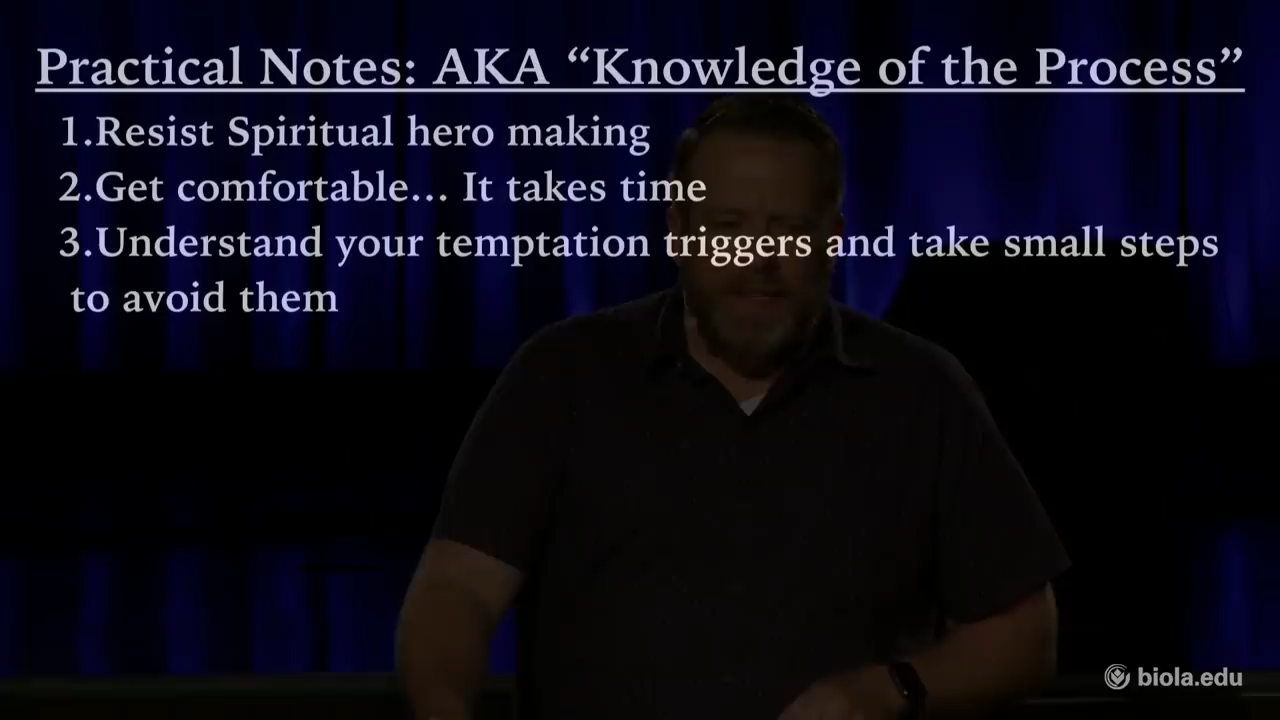 Practical Notes: AKA “Knowledge of the Process”
1.Resist Spiritual hero making
2.Get comfortable... It takes time
3.Understand your temptation triggers and take small steps
to avoid them
biola.edu